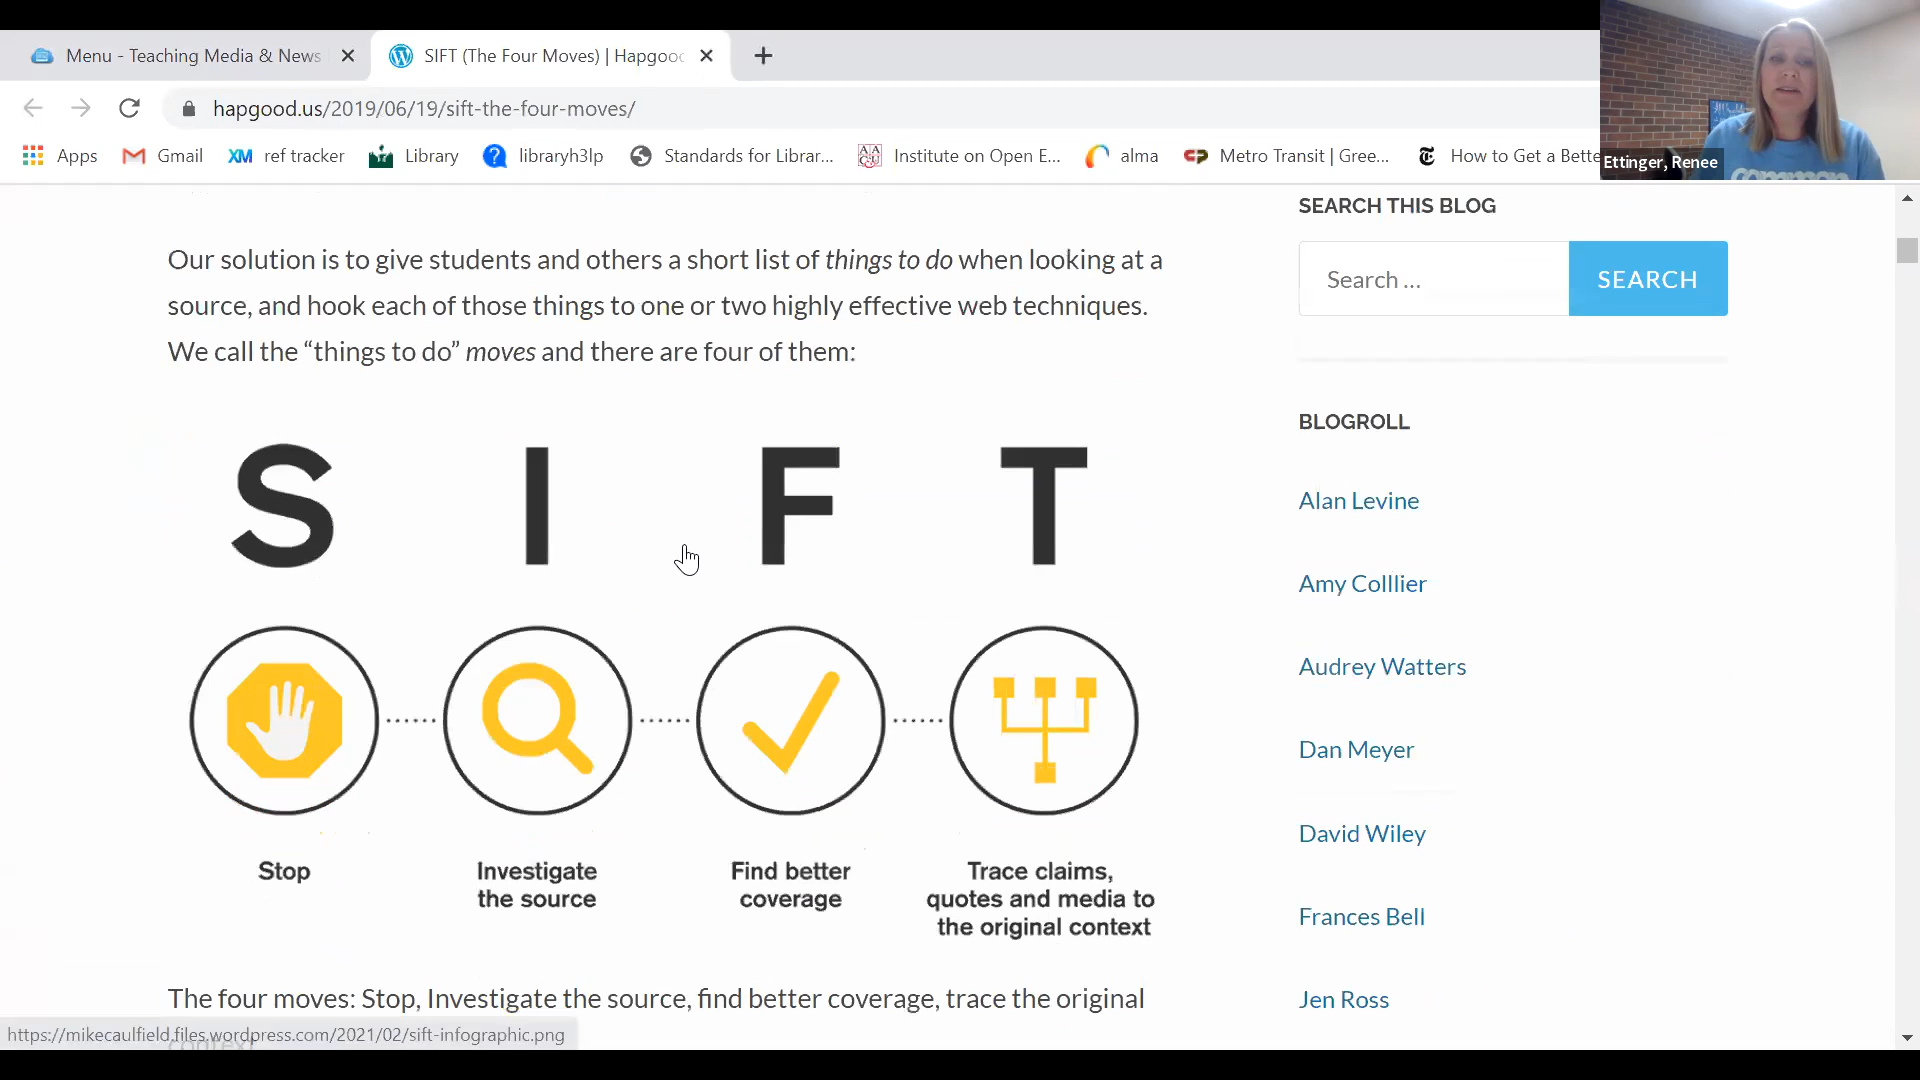 Menu - Teaching Media & News
SIFT (The Four Moves) | Hapgood
hapgood.us/2019/06/19/sift-the-four-moves/
Apps
Gmail
XM ref tracker
Library
libraryh3lp
Standards for Librar...
Institute on Open E...
alma
Metro Transit | Gree...
How to Get a Bette
Ettinger, Renee
Our solution is to give students and others a short list of things to do when looking at a
source, and hook each of those things to one or two highly effective web techniques.
We call the “things to do” moves and there are four of them:
S I F T
Stop
Investigate
the source
Find better
coverage
Trace claims,
quotes and media to
the original context
The four moves: Stop, Investigate the source, find better coverage, trace the original
context
https://mikecaulfield.files.wordpress.com/2021/02/sift-infographic.png
SEARCH THIS BLOG
Search …
SEARCH
BLOGROLL
Alan Levine
Amy Colllier
Audrey Watters
Dan Meyer
David Wiley
Frances Bell
Jen Ross